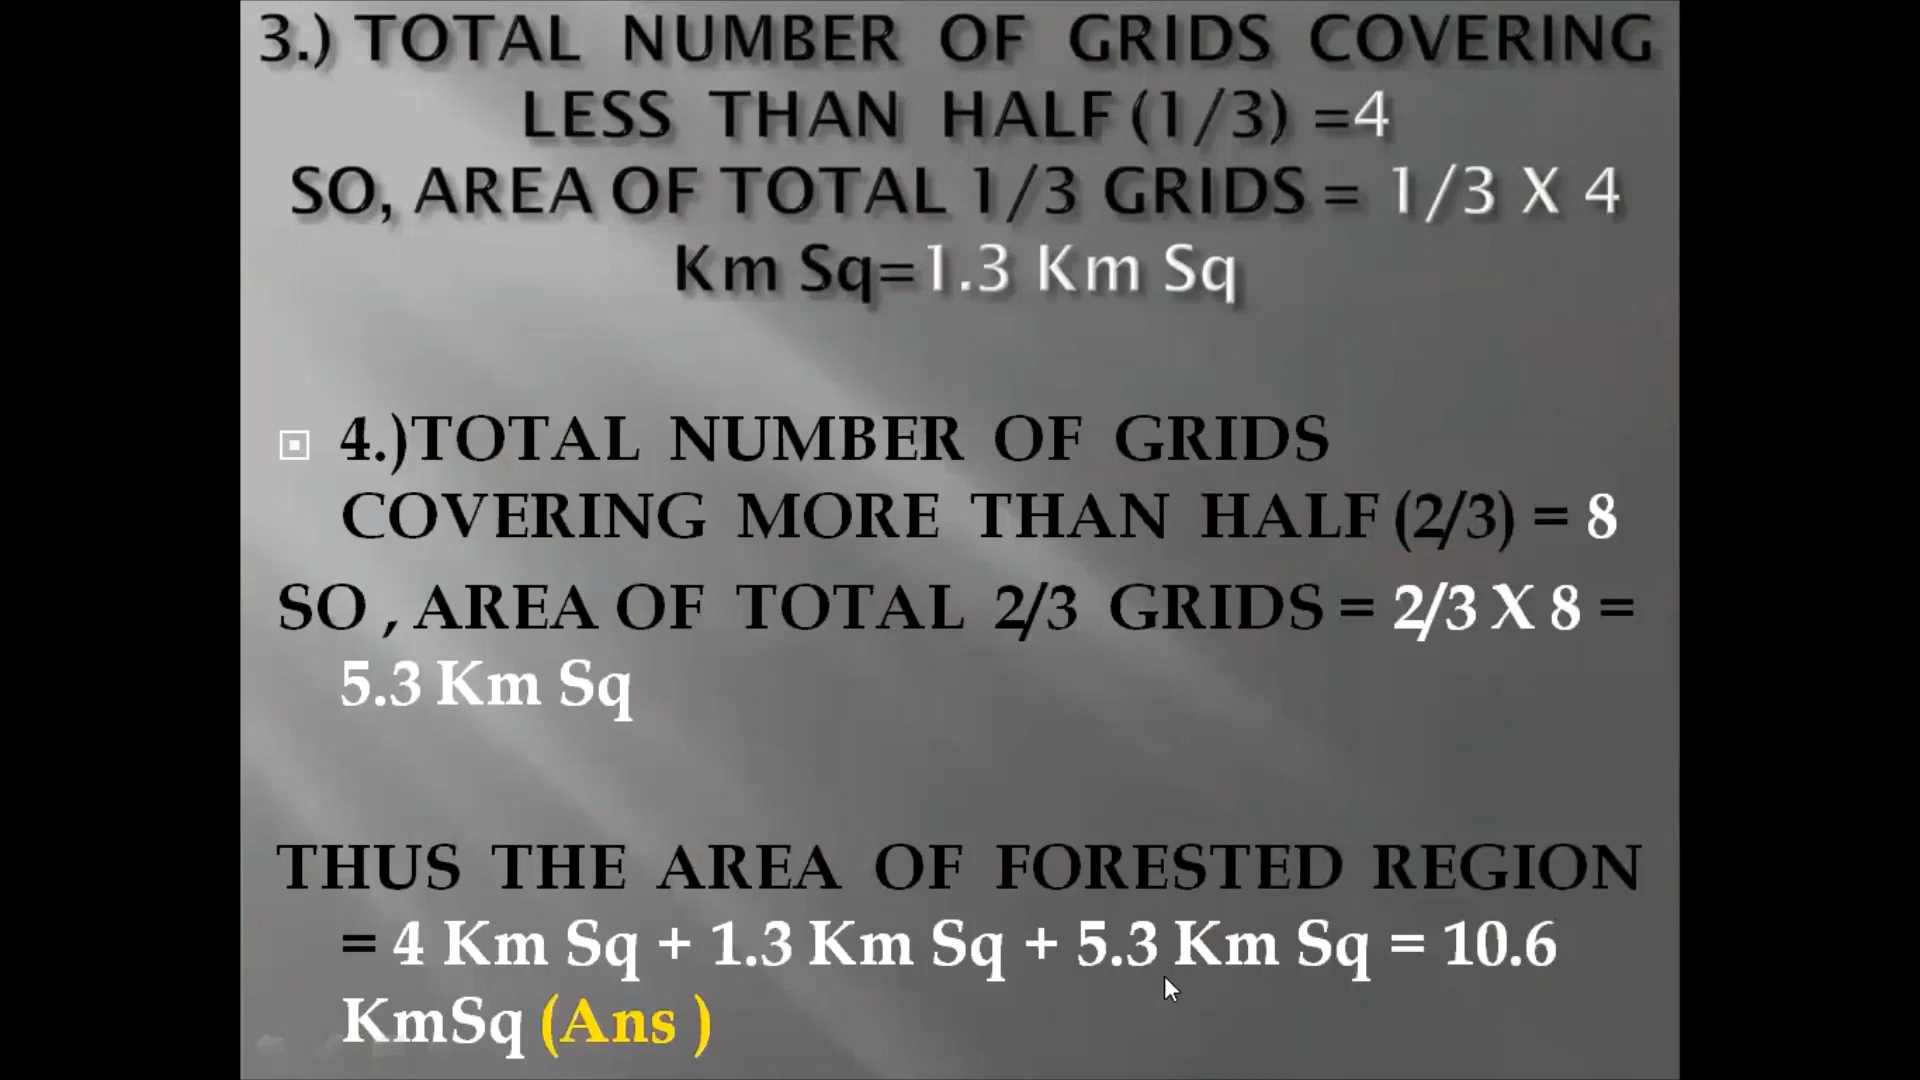 3.) TOTAL NUMBER OF GRIDS COVERING
LESS THAN HALF (1/3) =4
SO, AREA OF TOTAL 1/3 GRIDS = 1/3 X 4
Km Sq=1.3 Km Sq
4.)TOTAL NUMBER OF GRIDS
COVERING MORE THAN HALF (2/3) = 8
SO , AREA OF TOTAL 2/3 GRIDS = 2/3 X 8 =
5.3 Km Sq
THUS THE AREA OF FORESTED REGION
= 4 Km Sq + 1.3 Km Sq + 5.3 Km Sq = 10.6
KmSq (Ans )